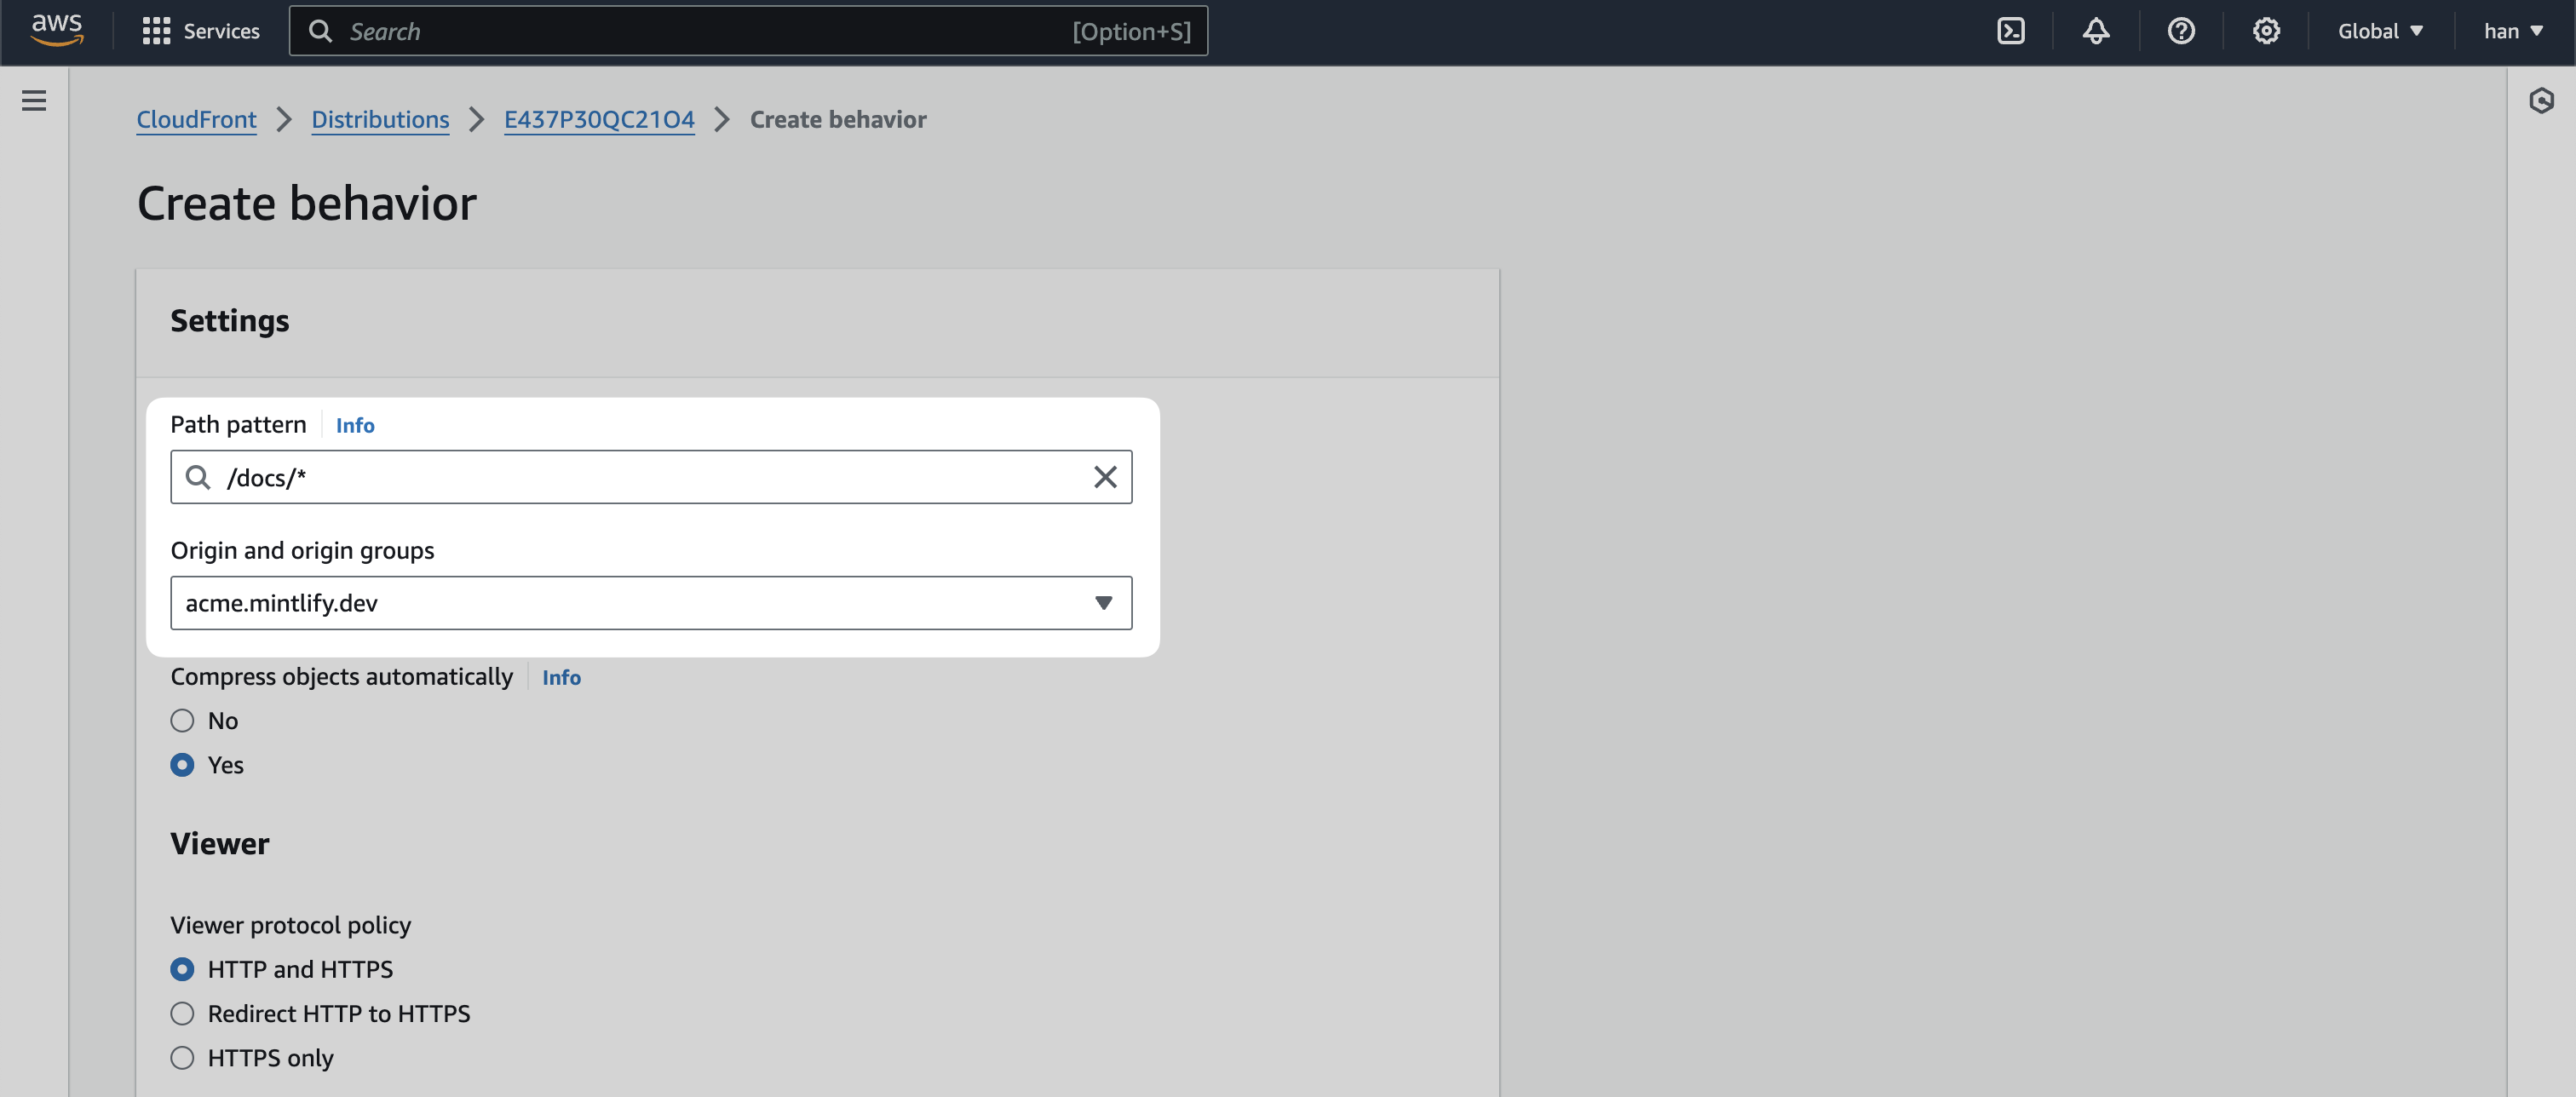 aws Services Search [Option+S] Global han
CloudFront Distributions E437P30QC21O4 Create behavior
Create behavior
Settings
Path pattern Info
/docs/*
Origin and origin groups
acme.mintlify.dev
Compress objects automatically Info
No
Yes
Viewer
Viewer protocol policy
HTTP and HTTPS
Redirect HTTP to HTTPS
HTTPS only